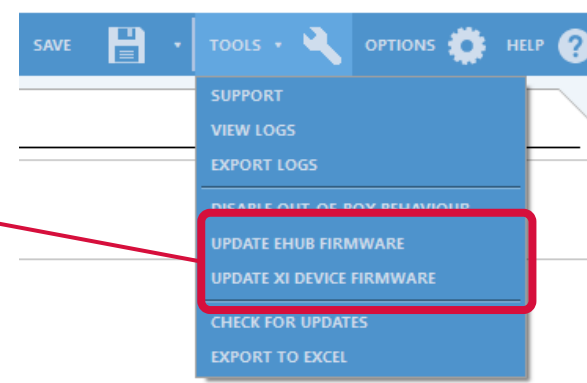 SAVE TOOLS OPTIONS HELP
SUPPORT
VIEW LOGS
EXPORT LOGS
DISABLE OUT-OF-BOX BEHAVIOUR
UPDATE EHUB FIRMWARE
UPDATE XI DEVICE FIRMWARE
CHECK FOR UPDATES
EXPORT TO EXCEL